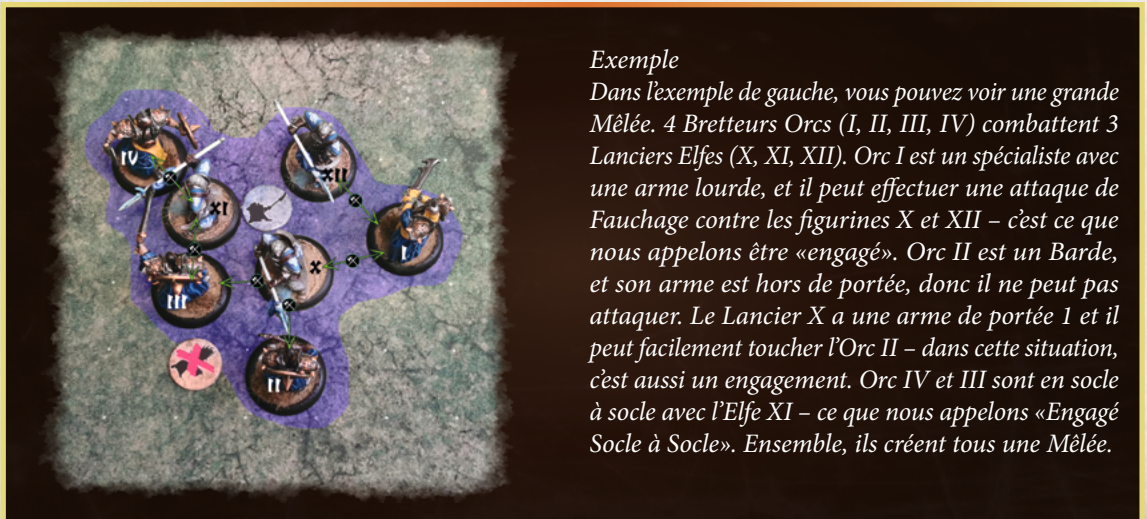 Exemple
Dans l'exemple de gauche, vous pouvez voir une grande
Mêlée. 4 Bretteurs Orcs (I, II, III, IV) combattent 3
Lanciers Elfes (X, XI, XII). Orc I est un spécialiste avec
une arme lourde, et il peut effectuer une attaque de
Fauchage contre les figurines X et XII – c'est ce que
nous appelons être «engagé». Orc II est un Barde,
et son arme est hors de portée, donc il ne peut pas
attaquer. Le Lancier X a une arme de portée 1 et il
peut facilement toucher l'Orc II – dans cette situation,
c'est aussi un engagement. Orc IV et III sont en socle
à socle avec l'Elfe XI – ce que nous appelons «Engagé
Socle à Socle». Ensemble, ils créent tous une Mêlée.
IV
XII
XI
I
X
III
II